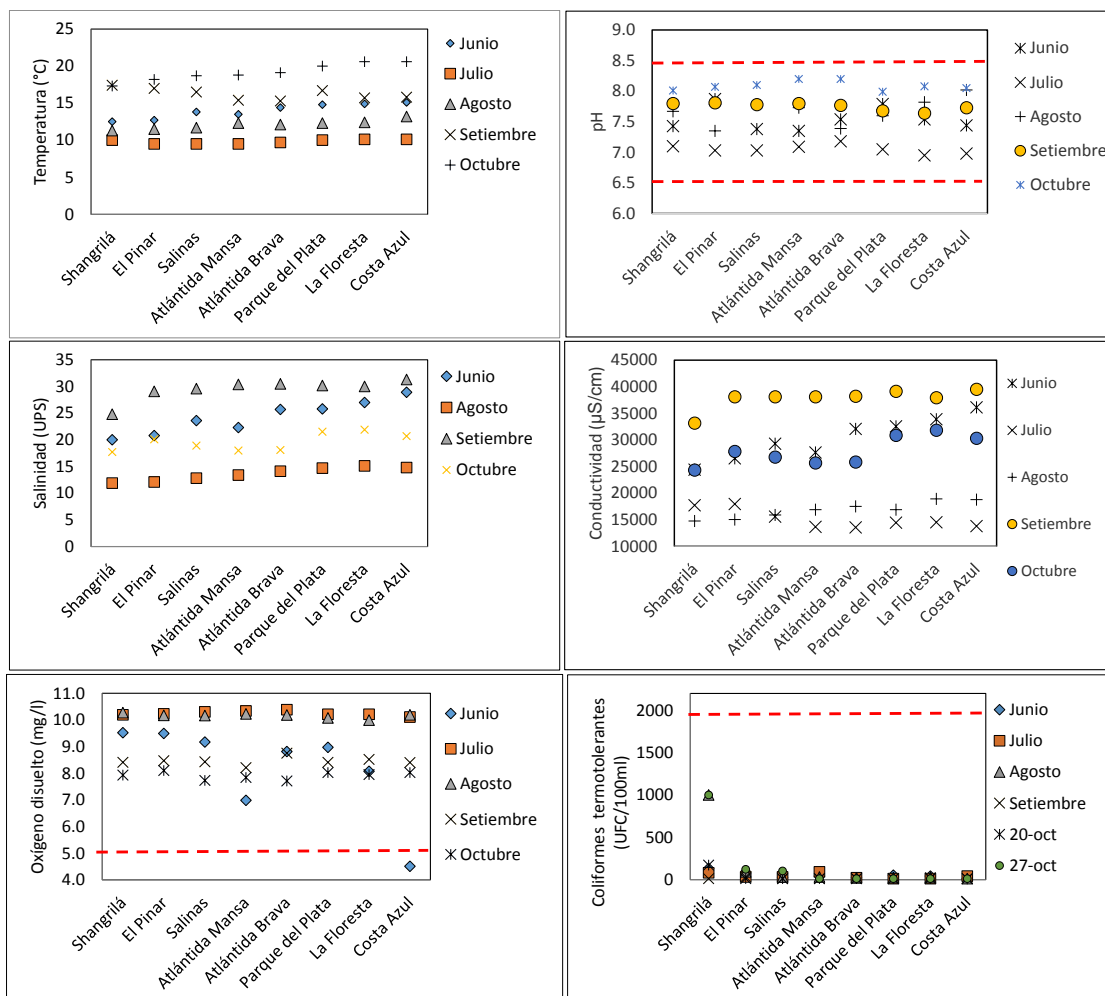 25
20
15
10
5
0
Temperatura (°C)
Shangrilá
El Pinar
Salinas
Atlántida Mansa
Atlántida Brava
Parque del Plata
La Floresta
Costa Azul
Junio
Julio
Agosto
Setiembre
Octubre
9.0
8.5
8.0
7.5
7.0
6.5
6.0
pH
Shangrilá
El Pinar
Salinas
Atlántida Mansa
Atlántida Brava
Parque del Plata
La Floresta
Costa Azul
Junio
Julio
Agosto
Setiembre
Octubre
35
30
25
20
15
10
5
0
Salinidad (UPS)
Shangrilá
El Pinar
Salinas
Atlántida Mansa
Atlántida Brava
Parque del Plata
La Floresta
Costa Azul
Junio
Agosto
Setiembre
Octubre
45000
40000
35000
30000
25000
20000
15000
10000
Conductividad (µS/cm)
Shangrilá
El Pinar
Salinas
Atlántida Mansa
Atlántida Brava
Parque del Plata
La Floresta
Costa Azul
Junio
Julio
Agosto
Setiembre
Octubre
11.0
10.0
9.0
8.0
7.0
6.0
5.0
4.0
Oxígeno disuelto (mg/l)
Shangrilá
El Pinar
Salinas
Atlántida Mansa
Atlántida Brava
Parque del Plata
La Floresta
Costa Azul
Junio
Julio
Agosto
Setiembre
Octubre
2000
1500
1000
500
0
Coliformes termotolerantes
(UFC/100ml)
Shangrilá
El Pinar
Salinas
Atlántida Mansa
Atlántida Brava
Parque del Plata
La Floresta
Costa Azul
Junio
Julio
Agosto
Setiembre
20-oct
27-oct